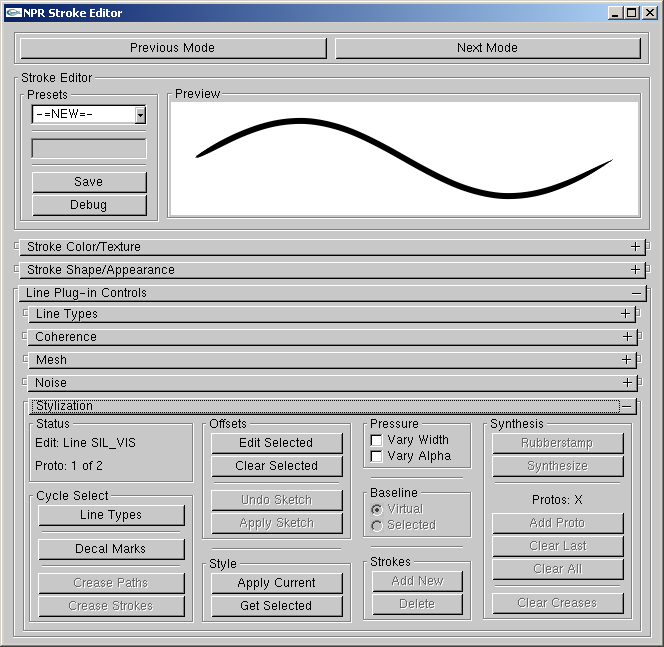 NPR Stroke Editor
Previous Mode
Next Mode
Stroke Editor
Presets
-=NEW=-
Save
Debug
Preview
Stroke Color/Texture
Stroke Shape/Appearance
Line Plug-in Controls
Line Types
Coherence
Mesh
Noise
Stylization
Status
Edit: Line SIL_VIS
Proto: 1 of 2
Cycle Select
Line Types
Decal Marks
Crease Paths
Crease Strokes
Offsets
Edit Selected
Clear Selected
Undo Sketch
Apply Sketch
Style
Apply Current
Get Selected
Pressure
Vary Width
Vary Alpha
Baseline
Virtual
Selected
Strokes
Add New
Delete
Synthesis
Rubberstamp
Synthesize
Protos: X
Add Proto
Clear Last
Clear All
Clear Creases